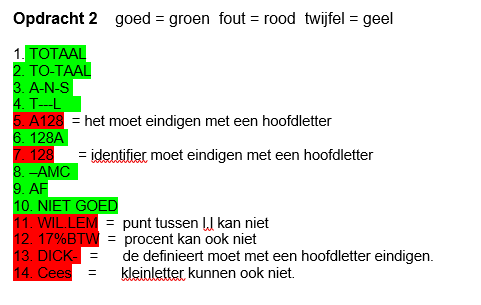 Opdracht 2 goed = groen fout = rood twijfel = geel
1. TOTAAL
2. TO-TAAL
3. A-N-S
4. T---L
5. A128 = het moet eindigen met een hoofdletter
6. 128A
7. 128 = identifier moet eindigen met een hoofdletter
8. –AMC
9. AF
10. NIET GOED
11. WIL.LEM = punt tussen l,l kan niet
12. 17%BTW = procent kan ook niet
13. DICK- = de definieert moet met een hoofdletter eindigen.
14. Cees = kleinletter kunnen ook niet.